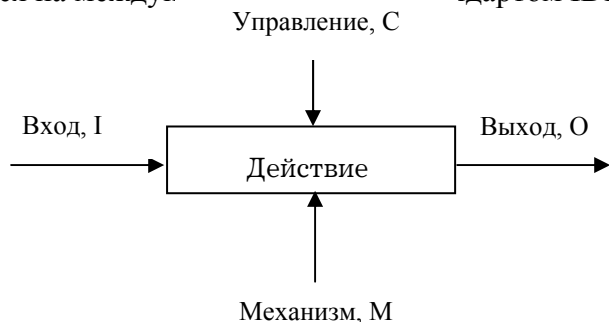 Управление, C
Вход, I
Выход, O
Действие
Механизм, M